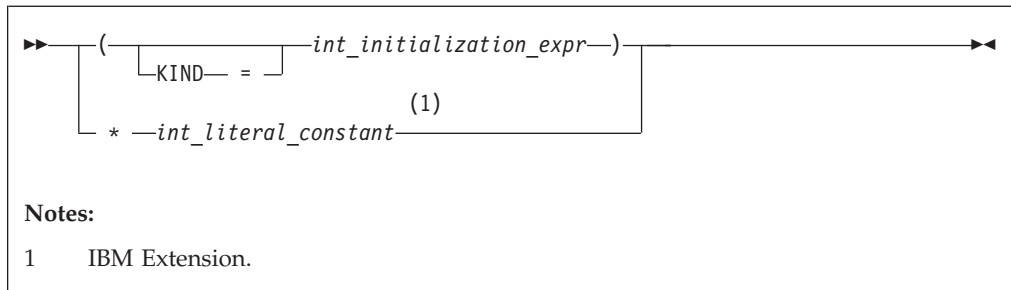 ( int_initialization_expr )
KIND =
(1)
* int_literal_constant
Notes:
1 IBM Extension.